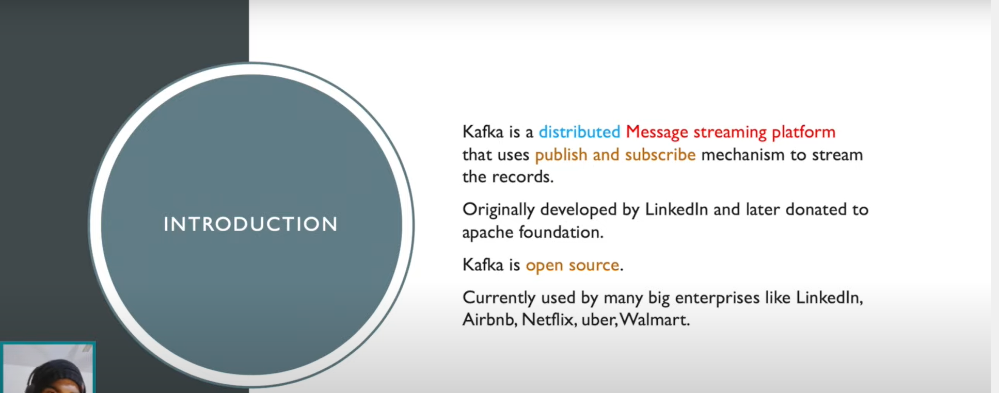 INTRODUCTION
Kafka is a distributed Message streaming platform
that uses publish and subscribe mechanism to stream
the records.
Originally developed by LinkedIn and later donated to
apache foundation.
Kafka is open source.
Currently used by many big enterprises like LinkedIn,
Airbnb, Netflix, uber, Walmart.